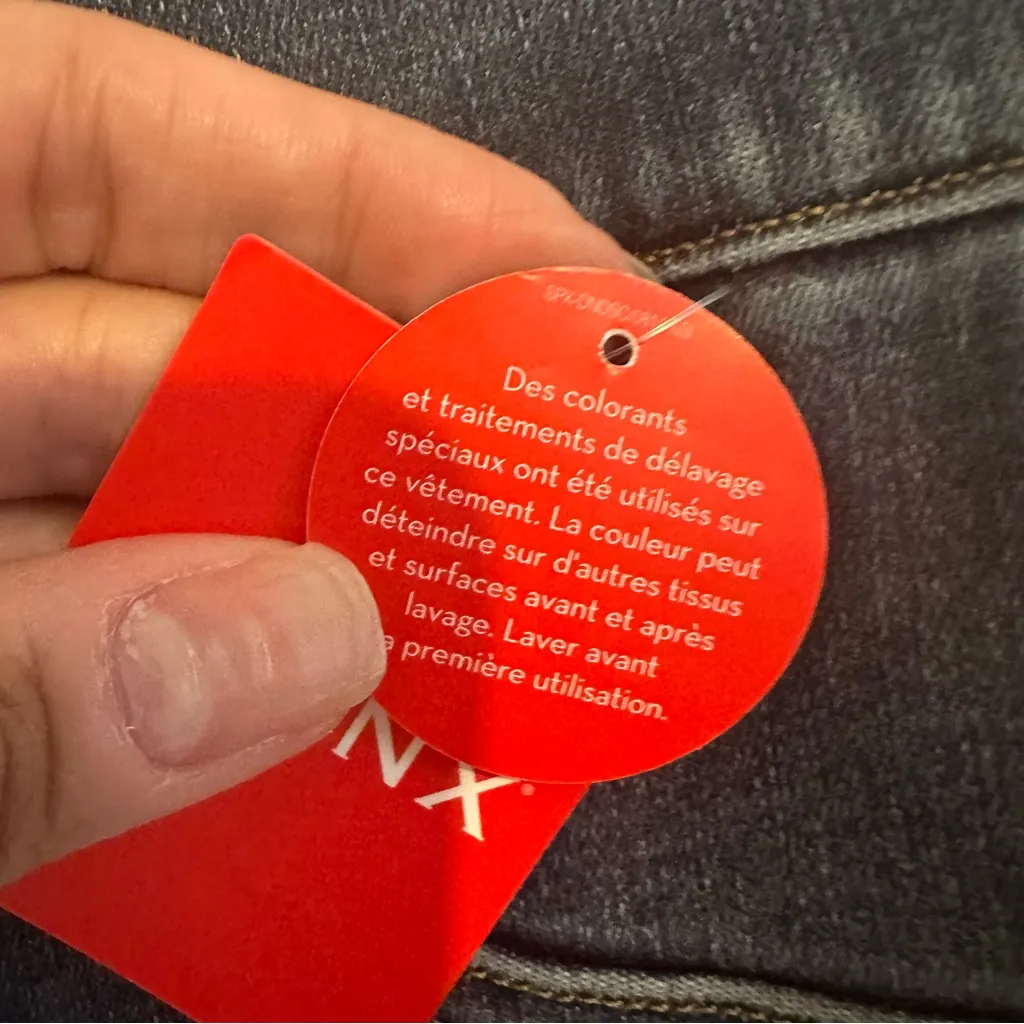 Des colorants
et traitements de délavage
spéciaux ont été utilisés sur
ce vêtement. La couleur peut
déteindre sur d'autres tissus
et surfaces avant et après
lavage. Laver avant
première utilisation.
NX